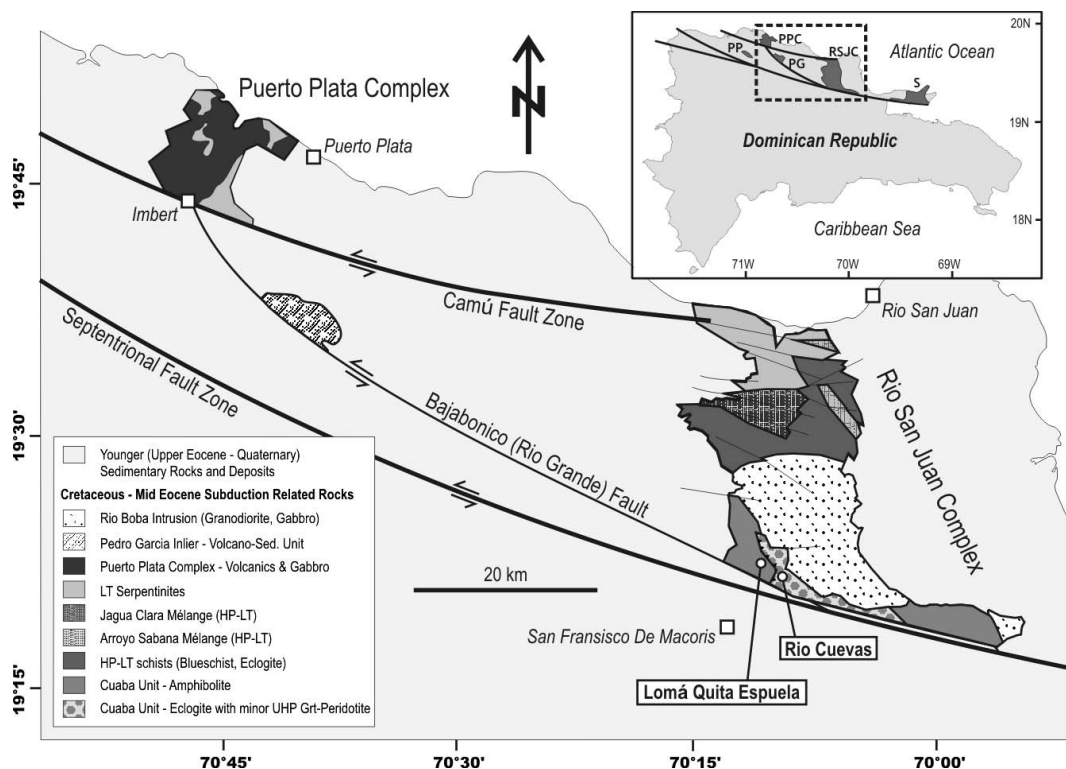 Puerto Plata Complex
N
Puerto Plata
Imbert
19°45'
19°30'
19°15'
Camú Fault Zone
Septentrional Fault Zone
Bajabonico (Rio Grande) Fault
20 km
Rio San Juan
Rio San Juan Complex
San Fransisco De Macoris
Rio Cuevas
Lomá Quita Espuela
PP
PPC
PG
RSJC
S
Atlantic Ocean
Dominican Republic
Caribbean Sea
20N
19N
18N
71W
70W
69W
Younger (Upper Eocene - Quaternary)
Sedimentary Rocks and Deposits
Cretaceous - Mid Eocene Subduction Related Rocks
Rio Boba Intrusion (Granodiorite, Gabbro)
Pedro Garcia Inlier - Volcano-Sed. Unit
Puerto Plata Complex - Volcanics & Gabbro
LT Serpentinites
Jagua Clara Mélange (HP-LT)
Arroyo Sabana Mélange (HP-LT)
HP-LT schists (Blueschist, Eclogite)
Cuaba Unit - Amphibolite
Cuaba Unit - Eclogite with minor UHP Grt-Peridotite
70°45'
70°30'
70°15'
70°00'